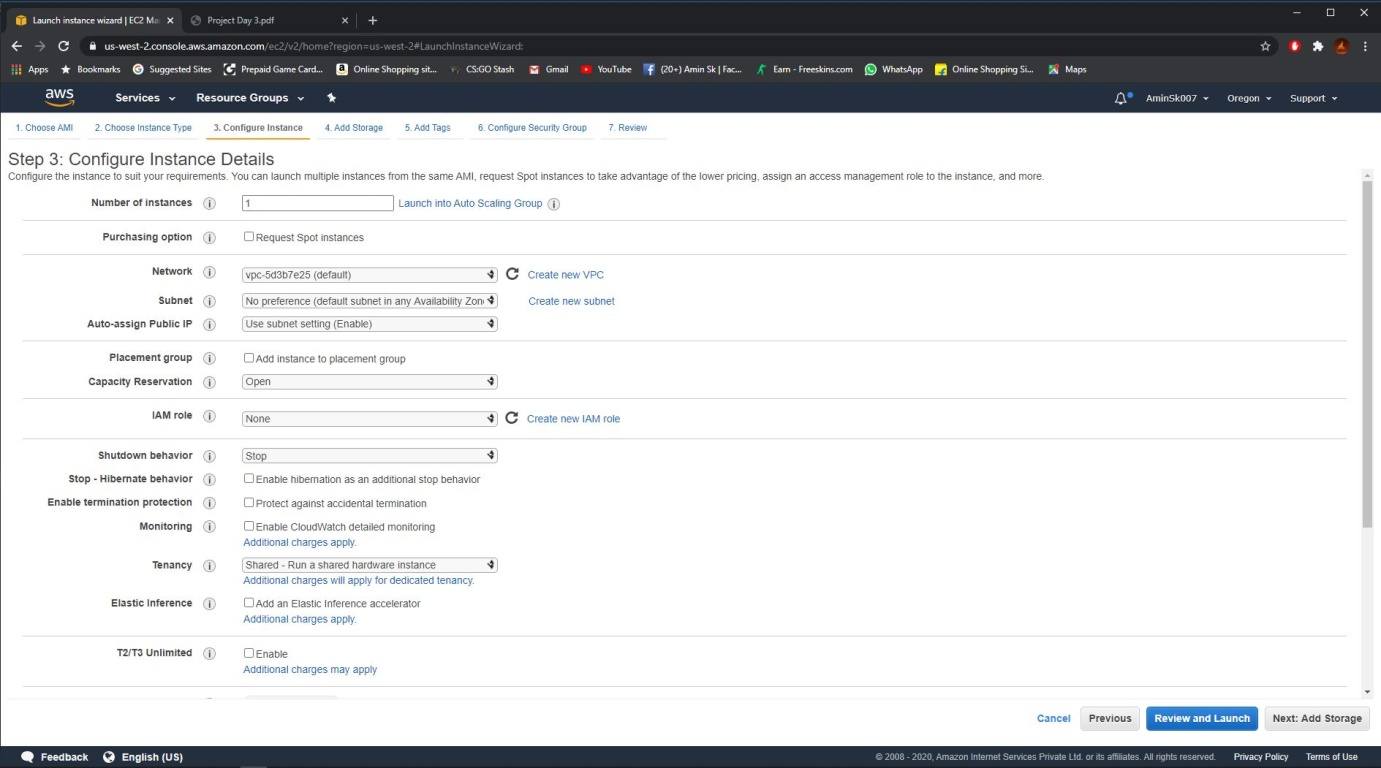 Launch instance wizard | EC2 Ma
Project Day 3.pdf
us-west-2.console.aws.amazon.com/ec2/v2/home?region=us-west-2#LaunchInstanceWizard:
Apps Bookmarks Suggested Sites Prepaid Game Card... Online Shopping sit... CS:GO Stash Gmail YouTube (20+) Amin Sk | Fac... Earn - Freeskins.com WhatsApp Online Shopping Si... Maps
aws Services Resource Groups AminSk007 Oregon Support
1. Choose AMI 2. Choose Instance Type 3. Configure Instance 4. Add Storage 5. Add Tags 6. Configure Security Group 7. Review
Step 3: Configure Instance Details
Configure the instance to suit your requirements. You can launch multiple instances from the same AMI, request Spot instances to take advantage of the lower pricing, assign an access management role to the instance, and more.
Number of instances 1 Launch into Auto Scaling Group
Purchasing option Request Spot instances
Network vpc-5d3b7e25 (default) Create new VPC
Subnet No preference (default subnet in any Availability Zon Create new subnet
Auto-assign Public IP Use subnet setting (Enable)
Placement group Add instance to placement group
Capacity Reservation Open
IAM role None Create new IAM role
Shutdown behavior Stop
Stop - Hibernate behavior Enable hibernation as an additional stop behavior
Enable termination protection Protect against accidental termination
Monitoring Enable CloudWatch detailed monitoring
Additional charges apply.
Tenancy Shared - Run a shared hardware instance
Additional charges will apply for dedicated tenancy.
Elastic Inference Add an Elastic Inference accelerator
Additional charges apply.
T2/T3 Unlimited Enable
Additional charges may apply
Cancel Previous Review and Launch Next: Add Storage
Feedback English (US) © 2008 - 2020, Amazon Internet Services Private Ltd. or its affiliates. All rights reserved. Privacy Policy Terms of Use